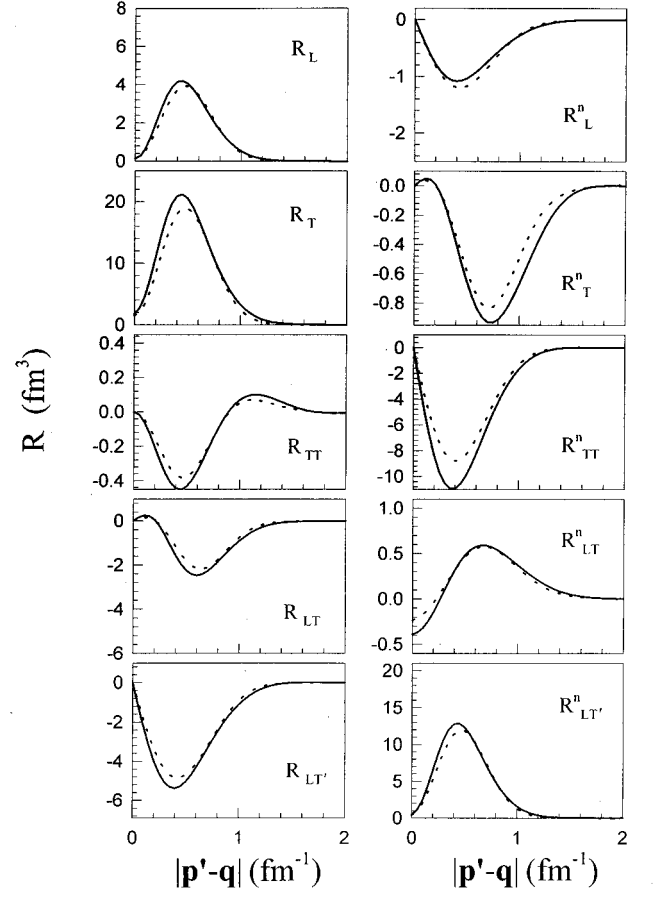 R (fm³)
8
6
4
2
0
R_L
0
-1
-2
R^n_L
20
10
0
R_T
0.0
-0.2
-0.4
-0.6
-0.8
R^n_T
0.4
0.2
0.0
-0.2
-0.4
R_TT
0
-2
-4
-6
-8
-10
R^n_TT
0
-2
-4
-6
R_LT
1.0
0.5
0.0
-0.5
R^n_LT
0
-2
-4
-6
R_LT'
20
15
10
5
0
R^n_LT'
0 1 2
0 1 2
|p'-q| (fm⁻¹)
|p'-q| (fm⁻¹)